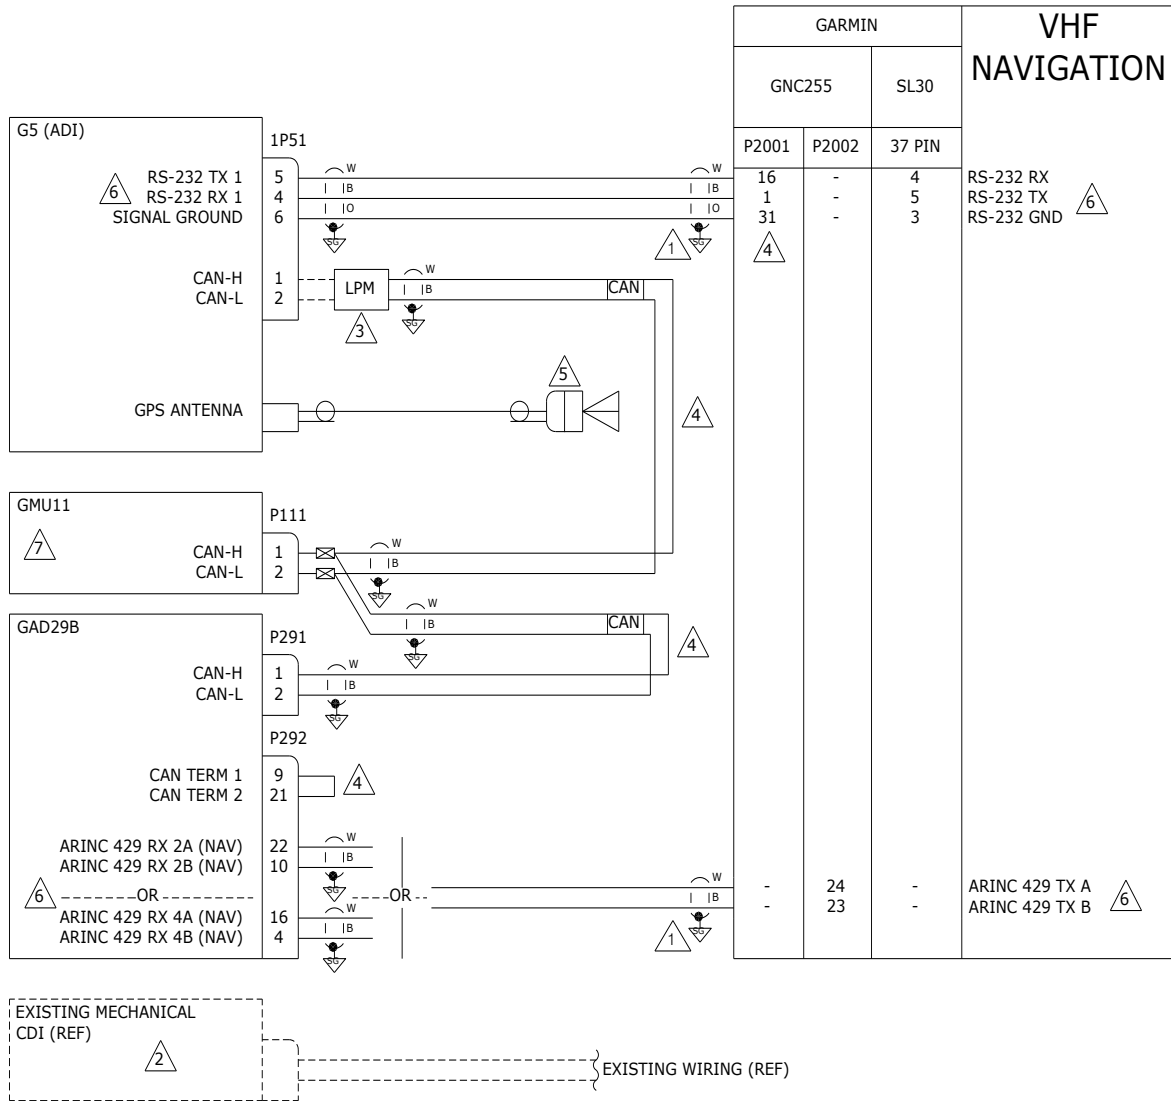 GARMIN
VHF
NAVIGATION
GNC255 SL30
P2001 P2002 37 PIN
G5 (ADI)
1P51
RS-232 TX 1 5 W W 16 - 4 RS-232 RX
6 RS-232 RX 1 4 B B 1 - 5 RS-232 TX 6
SIGNAL GROUND 6 O O 31 - 3 RS-232 GND
SG 1 SG 4
CAN-H 1 LPM W CAN
CAN-L 2 B
3 SG
5
GPS ANTENNA
4
GMU11
P111
7
CAN-H 1 W
CAN-L 2 B
SG
W CAN
B
SG
4
GAD29B
P291
CAN-H 1 W
CAN-L 2 B
SG
P292
CAN TERM 1 9
CAN TERM 2 21
4
ARINC 429 RX 2A (NAV) 22 W
ARINC 429 RX 2B (NAV) 10 B
SG
6 OR OR W - 24 - ARINC 429 TX A
B - 23 - ARINC 429 TX B 6
ARINC 429 RX 4A (NAV) 16 W
ARINC 429 RX 4B (NAV) 4 B
SG 1 SG
EXISTING MECHANICAL
CDI (REF)
2
EXISTING WIRING (REF)